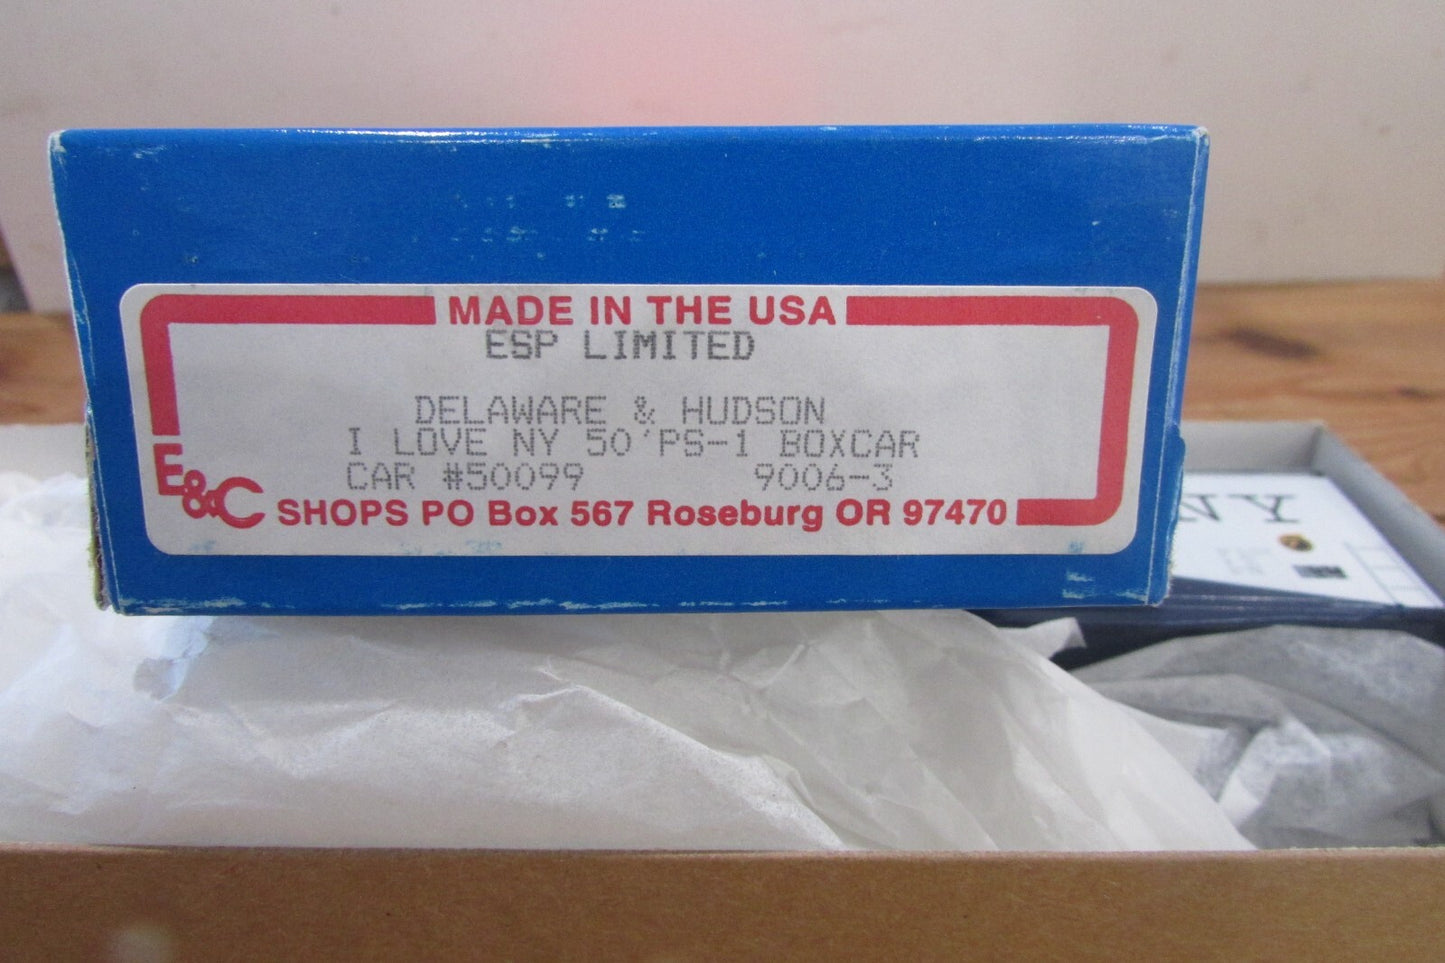 MADE IN THE USA
ESP LIMITED
DELAWARE & HUDSON
I LOVE NY 50'PS-1 BOXCAR
CAR #50099 9006-3
E&C SHOPS PO Box 567 Roseburg OR 97470
NY